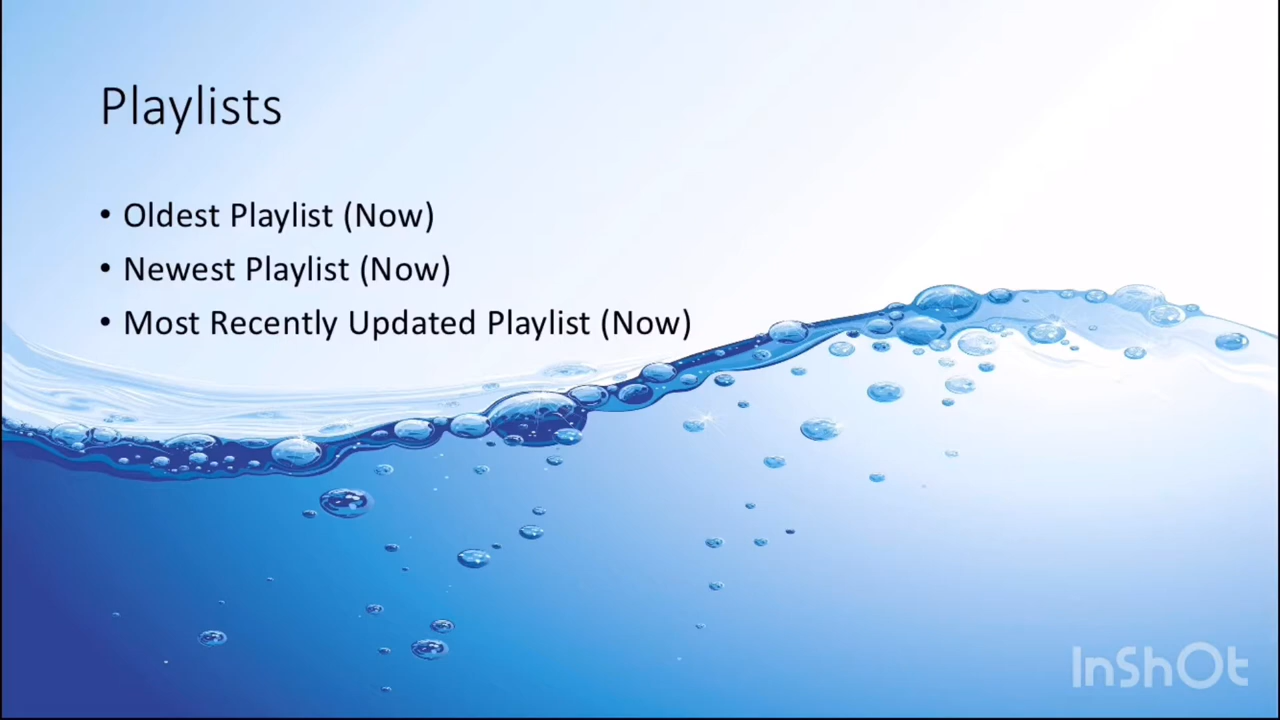 Playlists
• Oldest Playlist (Now)
• Newest Playlist (Now)
• Most Recently Updated Playlist (Now)
InShOt